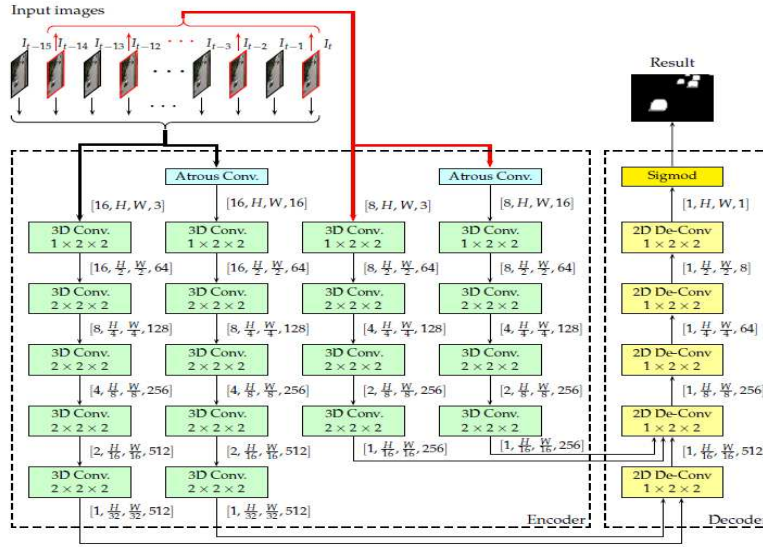 Input images
I_{t-15} I_{t-14} I_{t-13} I_{t-12} ... I_{t-3} I_{t-2} I_{t-1} I_t
...
...
Result
Atrous Conv. Atrous Conv. Sigmod
[16, H, W, 3] [16, H, W, 16] [8, H, W, 3] [8, H, W, 16] [1, H, W, 1]
3D Conv. 3D Conv. 3D Conv. 3D Conv. 2D De-Conv
1 × 2 × 2 1 × 2 × 2 1 × 2 × 2 1 × 2 × 2 1 × 2 × 2
[16, H/2, W/2, 64] [16, H/2, W/2, 64] [8, H/2, W/2, 64] [8, H/2, W/2, 64] [1, H/2, W/2, 8]
3D Conv. 3D Conv. 3D Conv. 3D Conv. 2D De-Conv
2 × 2 × 2 2 × 2 × 2 2 × 2 × 2 2 × 2 × 2 1 × 2 × 2
[8, H/4, W/4, 128] [8, H/4, W/4, 128] [4, H/4, W/4, 128] [4, H/4, W/4, 128] [1, H/4, W/4, 64]
3D Conv. 3D Conv. 3D Conv. 3D Conv. 2D De-Conv
2 × 2 × 2 2 × 2 × 2 2 × 2 × 2 2 × 2 × 2 1 × 2 × 2
[4, H/8, W/8, 256] [4, H/8, W/8, 256] [2, H/8, W/8, 256] [2, H/8, W/8, 256] [1, H/8, W/8, 256]
3D Conv. 3D Conv. 3D Conv. 3D Conv. 2D De-Conv
2 × 2 × 2 2 × 2 × 2 2 × 2 × 2 2 × 2 × 2 1 × 2 × 2
[2, H/16, W/16, 512] [2, H/16, W/16, 512] [1, H/16, W/16, 256] [1, H/16, W/16, 256] [1, H/16, W/16, 512]
3D Conv. 3D Conv. 2D De-Conv
2 × 2 × 2 2 × 2 × 2 1 × 2 × 2
[1, H/32, W/32, 512] [1, H/32, W/32, 512] Encoder Decoder